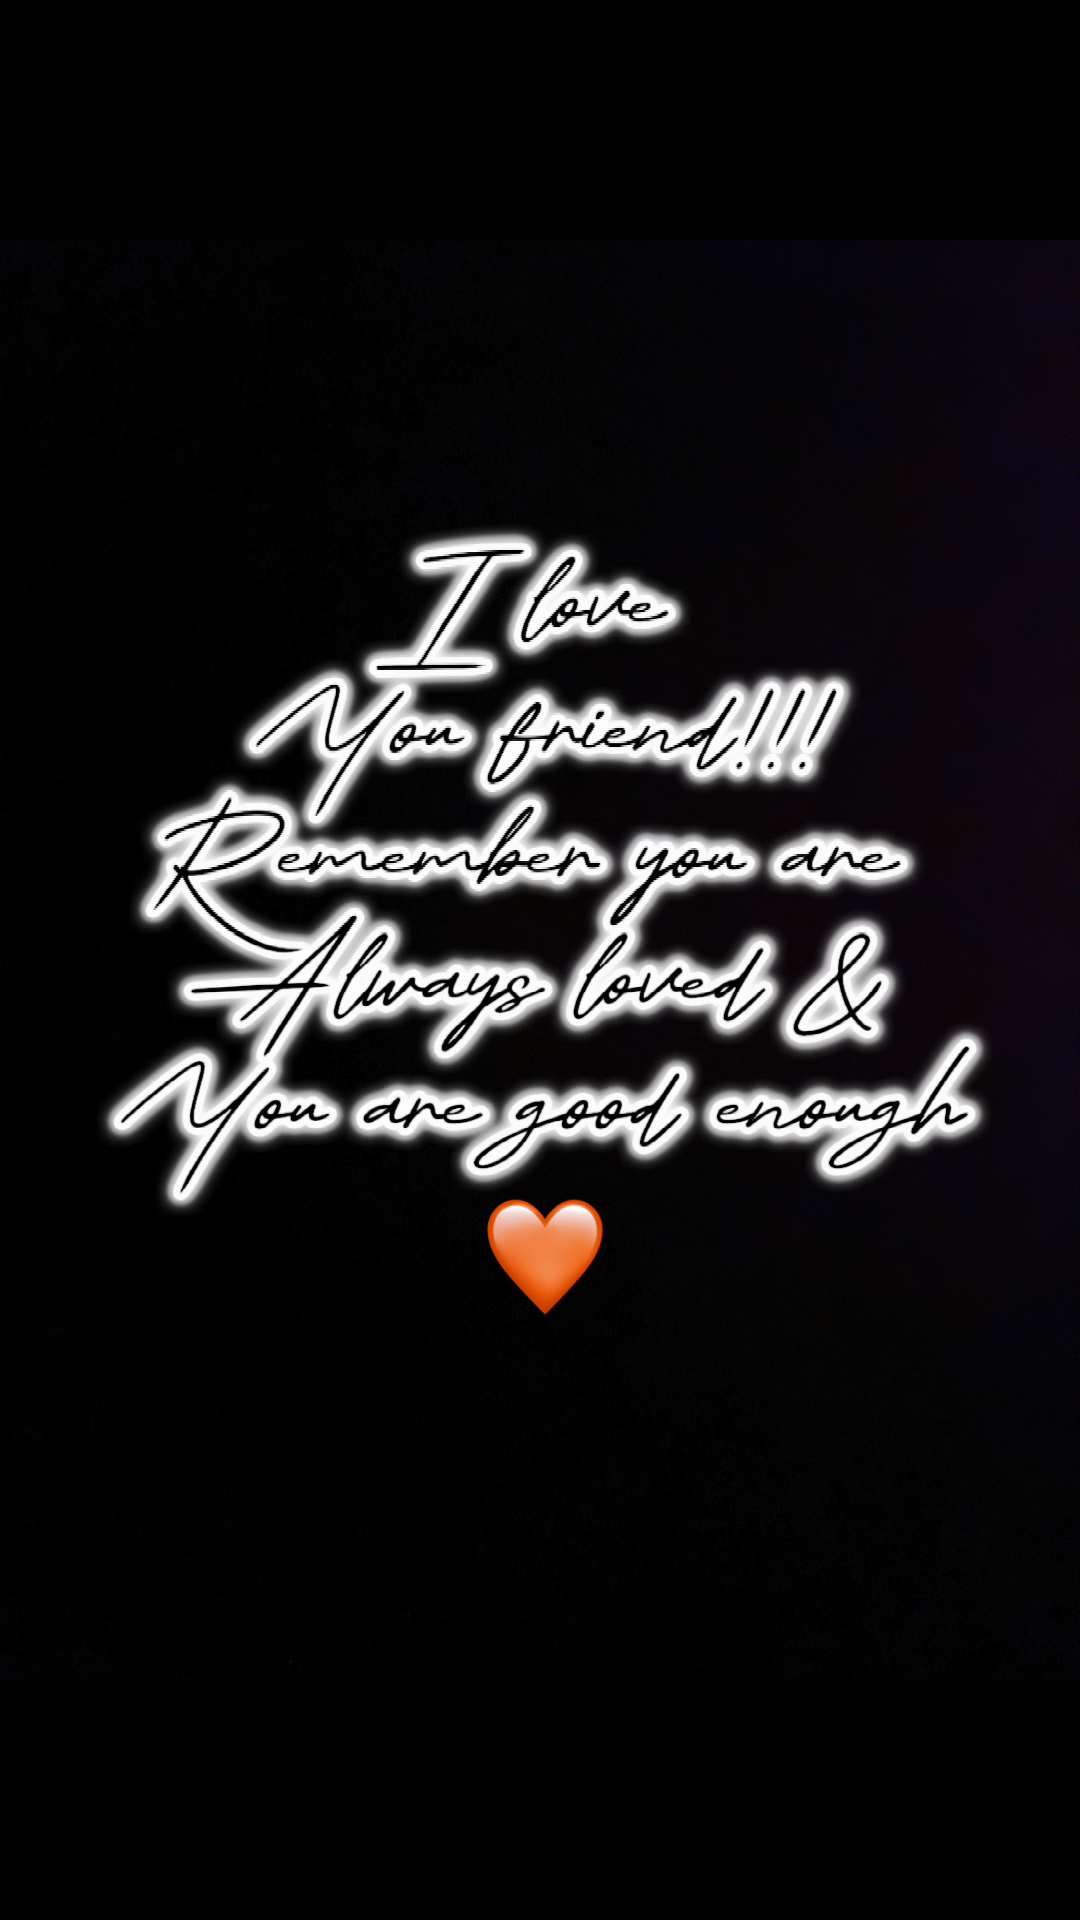 I love
You friend!!!
Remember you are
Always loved &
You are good enough
🧡